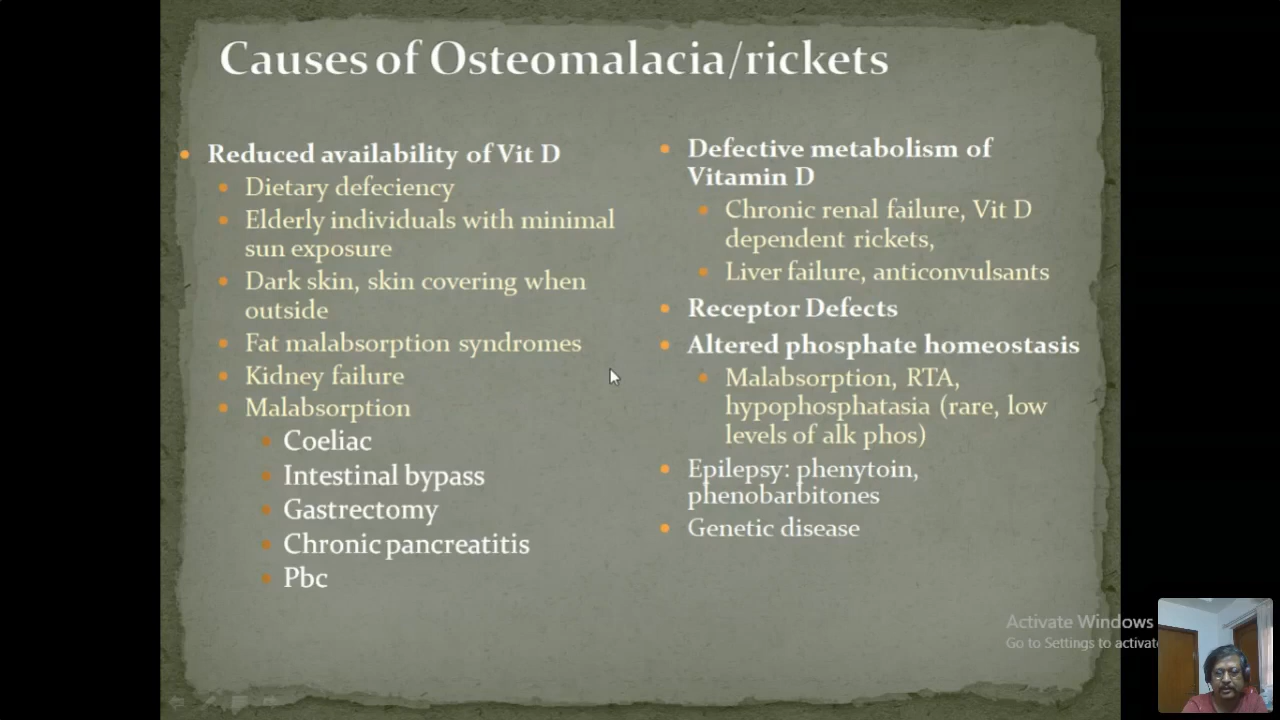 Causes of Osteomalacia/rickets
Reduced availability of Vit D
Dietary defeciency
Elderly individuals with minimal
sun exposure
Dark skin, skin covering when
outside
Fat malabsorption syndromes
Kidney failure
Malabsorption
Coeliac
Intestinal bypass
Gastrectomy
Chronic pancreatitis
Pbc
Defective metabolism of
Vitamin D
Chronic renal failure, Vit D
dependent rickets,
Liver failure, anticonvulsants
Receptor Defects
Altered phosphate homeostasis
Malabsorption, RTA,
hypophosphatasia (rare, low
levels of alk phos)
Epilepsy: phenytoin,
phenobarbitones
Genetic disease
Activate Windows
Go to Settings to activate